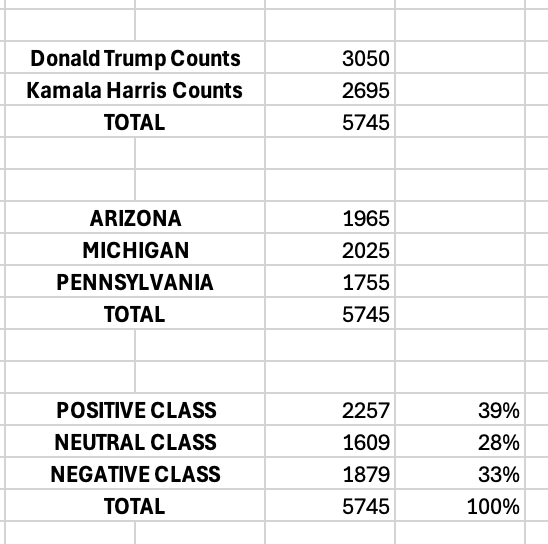 Donald Trump Counts 3050
Kamala Harris Counts 2695
TOTAL 5745
ARIZONA 1965
MICHIGAN 2025
PENNSYLVANIA 1755
TOTAL 5745
POSITIVE CLASS 2257 39%
NEUTRAL CLASS 1609 28%
NEGATIVE CLASS 1879 33%
TOTAL 5745 100%